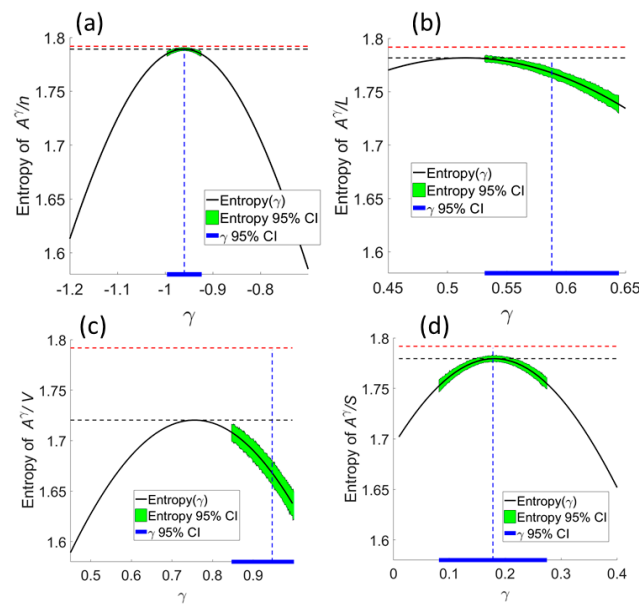 (a)
1.8
1.75
1.7
1.65
1.6
Entropy of A^γ/n
Entropy(γ)
Entropy 95% CI
γ 95% CI
-1.2 -1.1 -1 -0.9 -0.8
γ
(b)
1.8
1.75
1.7
1.65
1.6
Entropy of A^γ/L
Entropy(γ)
Entropy 95% CI
γ 95% CI
0.45 0.5 0.55 0.6 0.65
γ
(c)
1.8
1.75
1.7
1.65
1.6
Entropy of A^γ/V
Entropy(γ)
Entropy 95% CI
γ 95% CI
0.5 0.6 0.7 0.8 0.9
γ
(d)
1.8
1.75
1.7
1.65
1.6
Entropy of A^γ/S
Entropy(γ)
Entropy 95% CI
γ 95% CI
0 0.1 0.2 0.3 0.4
γ